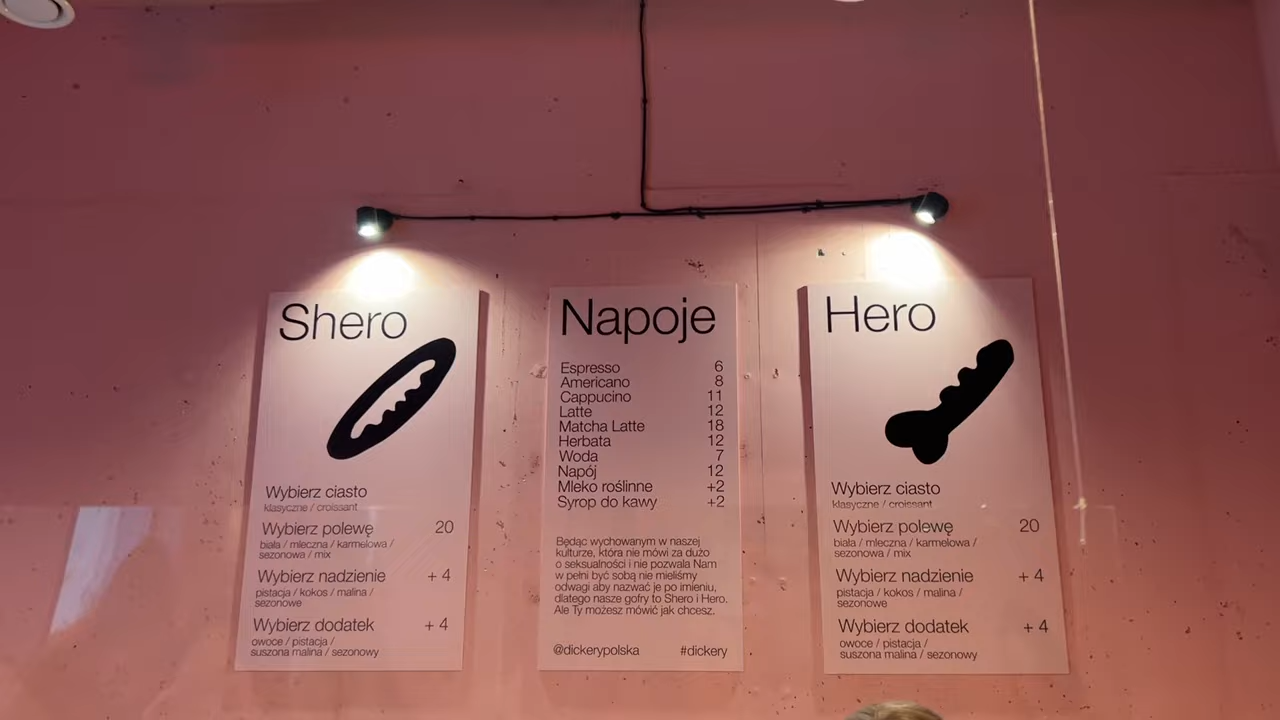 Shero
Wybierz ciasto
klasyczne / croissant
Wybierz polewę 20
biała / mleczna / karmelowa /
sezonowa / mix
Wybierz nadzienie + 4
pistacja / kokos / malina /
sezonowe
Wybierz dodatek + 4
owoce / pistacja /
suszona malina / sezonowy
Napoje
Espresso 6
Americano 8
Cappucino 11
Latte 12
Matcha Latte 18
Herbata 12
Woda 7
Napój 12
Mleko roślinne +2
Syrop do kawy +2
Będąc wychowanym w naszej
kulturze, która nie mówi za dużo
o seksualności i nie pozwala Nam
w pełni być sobą nie mieliśmy
odwagi aby nazwać je po imieniu,
dlatego nasze gofry to Shero i Hero.
Ale Ty możesz mówić jak chcesz.
@dickerypolska #dickery
Hero
Wybierz ciasto
klasyczne / croissant
Wybierz polewę 20
biała / mleczna / karmelowa /
sezonowa / mix
Wybierz nadzienie + 4
pistacja / kokos / malina /
sezonowe
Wybierz dodatek + 4
owoce / pistacja /
suszona malina / sezonowy